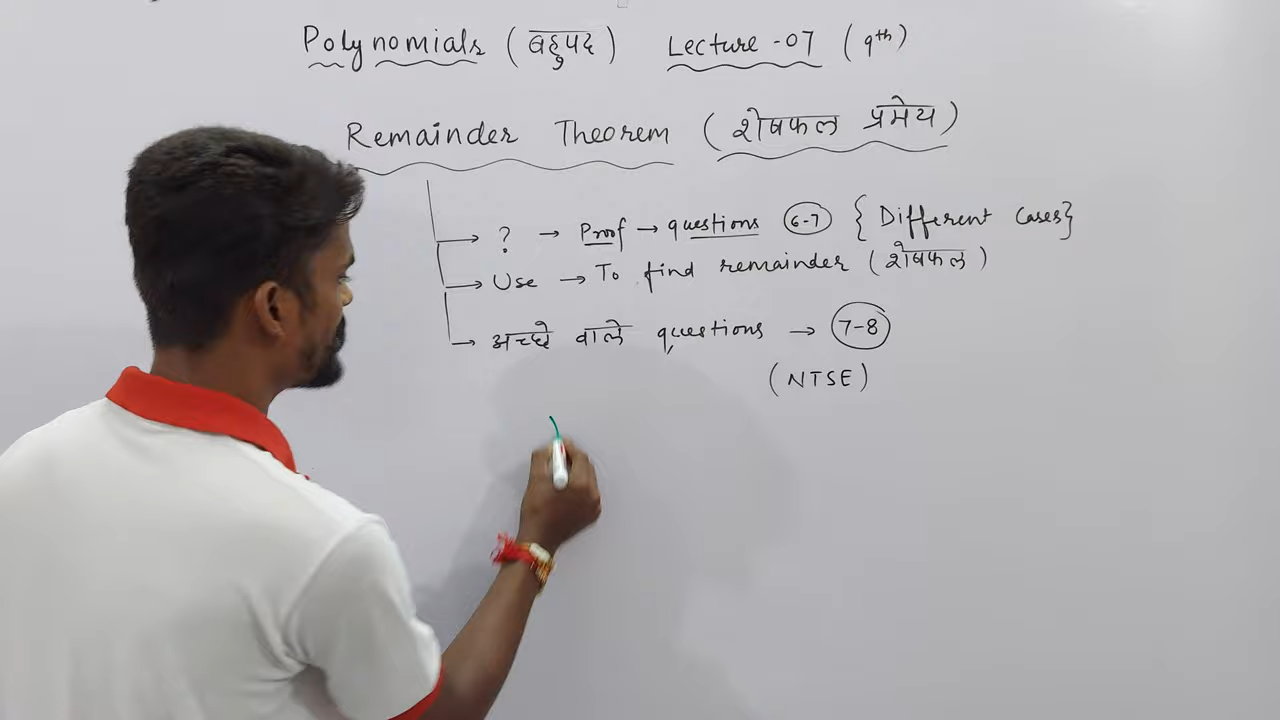 Polynomials (बहुपद) Lecture -07 (9th)
Remainder Theorem (शेषफल प्रमेय)
? → Proof → questions 6-7 { Different Cases}
Use → To find remainder (शेषफल)
→ अच्छे वाले questions → 7-8
(NTSE)